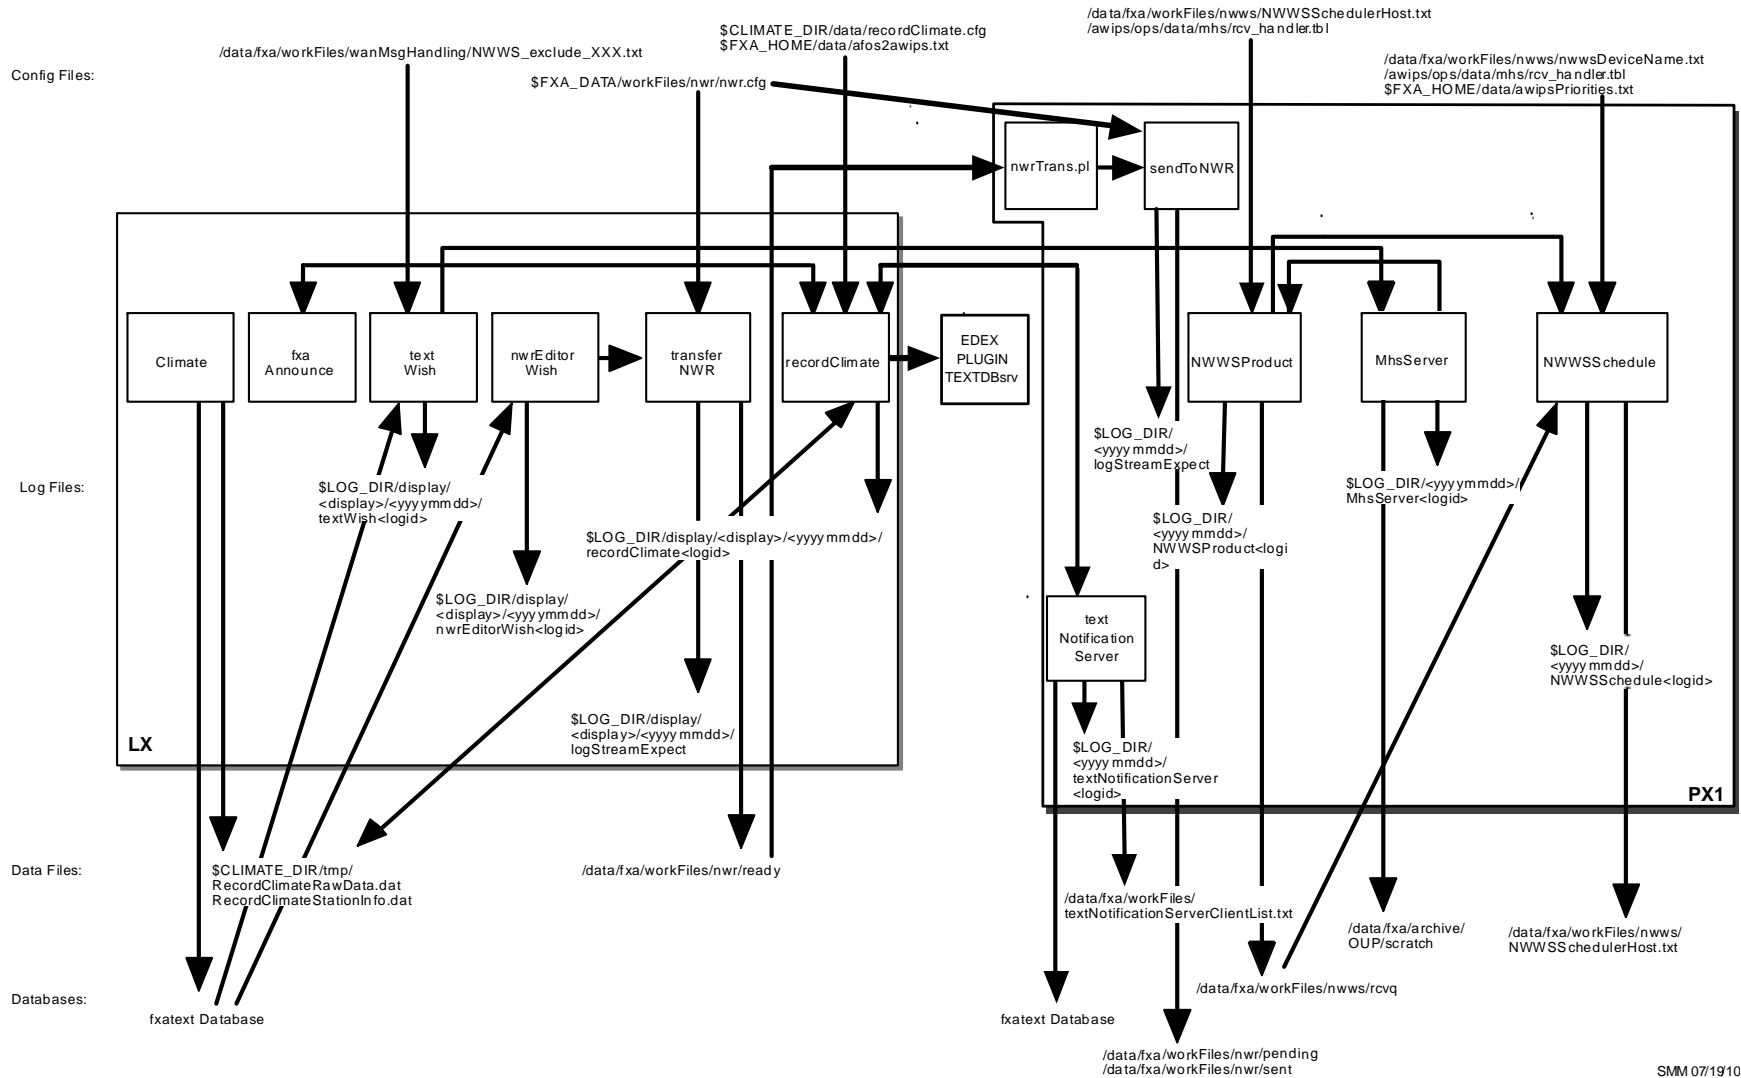 /data/fxa/workFiles/nwws/NWWSSchedulerHost.txt
/awips/ops/data/mhs/rcv_handler.tbl
$CLIMATE_DIR/data/recordClimate.cfg
$FXA_HOME/data/afos2awips.txt
/data/fxa/workFiles/wanMsgHandling/NWWS_exclude_XXX.txt
/data/fxa/workFiles/nwws/nwwsDeviceName.txt
/awips/ops/data/mhs/rcv_handler.tbl
$FXA_HOME/data/awipsPriorities.txt
Config Files:
$FXA_DATA/workFiles/nwr/nwr.cfg
nwrTrans.pl
sendToNWR
Climate
fxa
Announce
text
Wish
nwrEditor
Wish
transfer
NWR
recordClimate
EDEX
PLUGIN
TEXTDBsrv
NWWSProduct
MhsServer
NWWSSchedule
$LOG_DIR/
<yyyymmdd>/
logStreamExpect
Log Files:
$LOG_DIR/display/
<display>/<yyyymmdd>/
textWish<logid>
$LOG_DIR/<yyyymmdd>/
MhsServer<logid>
$LOG_DIR/
<yyyymmdd>/
NWWSProduct<logi
d>
$LOG_DIR/display/<display>/<yyyymmdd>/
recordClimate<logid>
$LOG_DIR/display/
<display>/<yyyymmdd>/
nwrEditorWish<logid>
text
Notification
Server
$LOG_DIR/
<yyyymmdd>/
NWWSSchedule<logid>
$LOG_DIR/display/
<display>/<yyyymmdd>/
logStreamExpect
LX
$LOG_DIR/
<yyyymmdd>/
textNotificationServer
<logid>
PX1
Data Files:
$CLIMATE_DIR/tmp/
RecordClimateRawData.dat
RecordClimateStationInfo.dat
/data/fxa/workFiles/nwr/ready
/data/fxa/workFiles/
textNotificationServerClientList.txt
/data/fxa/archive/
OUP/scratch
/data/fxa/workFiles/nwws/
NWWSSchedulerHost.txt
Databases:
/data/fxa/workFiles/nwws/rcvq
fxatext Database
fxatext Database
/data/fxa/workFiles/nwr/pending
/data/fxa/workFiles/nwr/sent
SMM 07/19/10